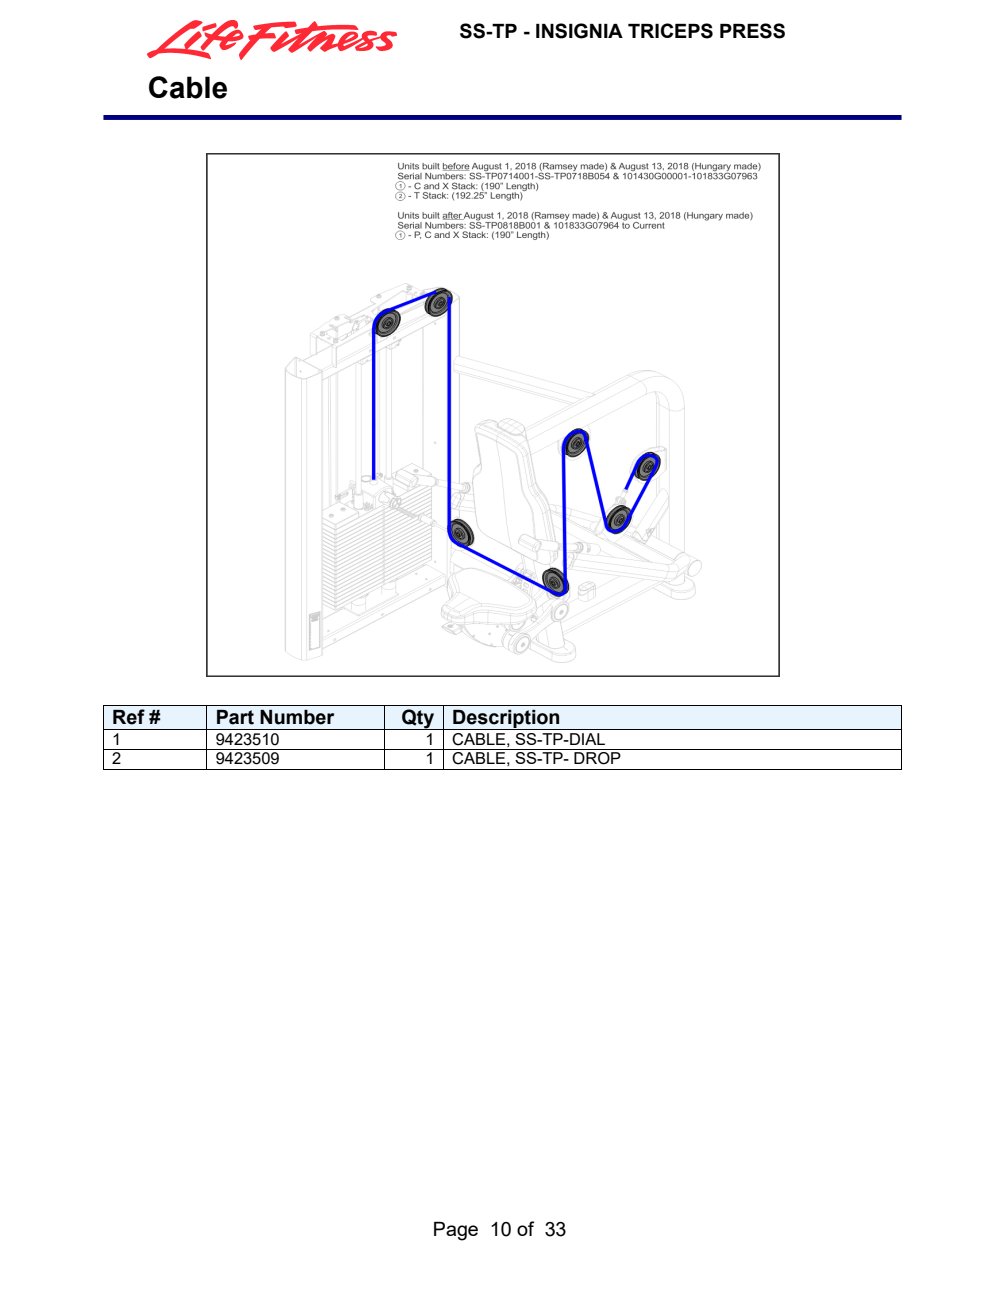 Life Fitness
SS-TP - INSIGNIA TRICEPS PRESS
Cable
Units built before August 1, 2018 (Ramsey made) & August 13, 2018 (Hungary made)
Serial Numbers: SS-TP0714001-SS-TP0718B054 & 101430G00001-101833G07963
1 - C and X Stack: (190" Length)
2 - T Stack: (192.25" Length)
Units built after August 1, 2018 (Ramsey made) & August 13, 2018 (Hungary made)
Serial Numbers: SS-TP0818B001 & 101833G07964 to Current
1 - P, C and X Stack: (190" Length)
Ref # Part Number Qty Description
1 9423510 1 CABLE, SS-TP-DIAL
2 9423509 1 CABLE, SS-TP- DROP
Page 10 of 33